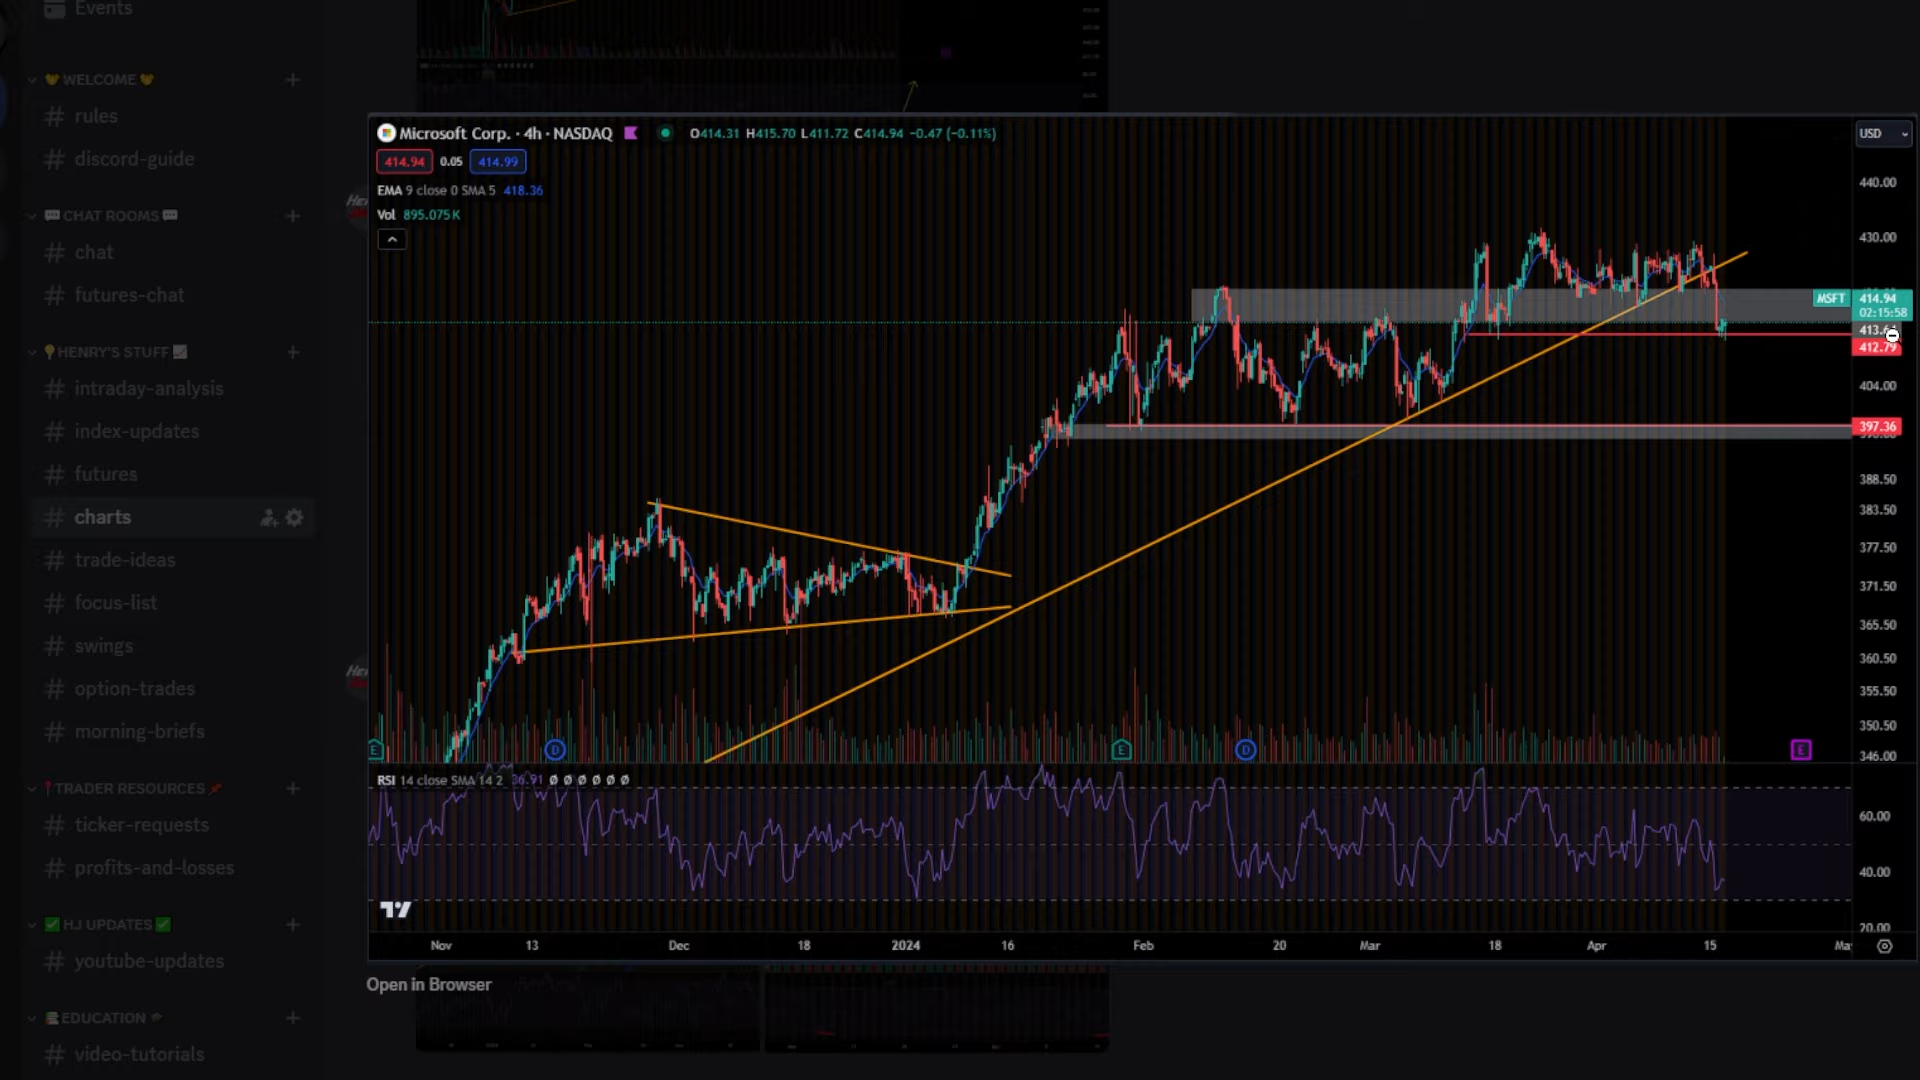 Events
WELCOME
rules
discord-guide
CHAT ROOMS
chat
futures-chat
HENRY'S STUFF
intraday-analysis
index-updates
futures
charts
trade-ideas
focus-list
swings
option-trades
morning-briefs
TRADER RESOURCES
ticker-requests
profits-and-losses
HJ UPDATES
youtube-updates
EDUCATION
video-tutorials
Microsoft Corp. · 4h · NASDAQ O414.31 H415.70 L411.72 C414.94 -0.47 (-0.11%)
414.94 0.05 414.99
EMA 9 close 0 SMA 5 418.36
Vol 895.075K
USD
440.00
430.00
MSFT 414.94
02:15:58
412.79
404.00
397.36
388.50
383.50
377.50
371.50
365.50
360.50
355.50
350.50
346.00
E D E D E
RSI 14 close SMA 14 2 36.91 Ø Ø Ø Ø Ø Ø
60.00
40.00
20.00
Nov 13 Dec 18 2024 16 Feb 20 Mar 18 Apr 15
Open in Browser